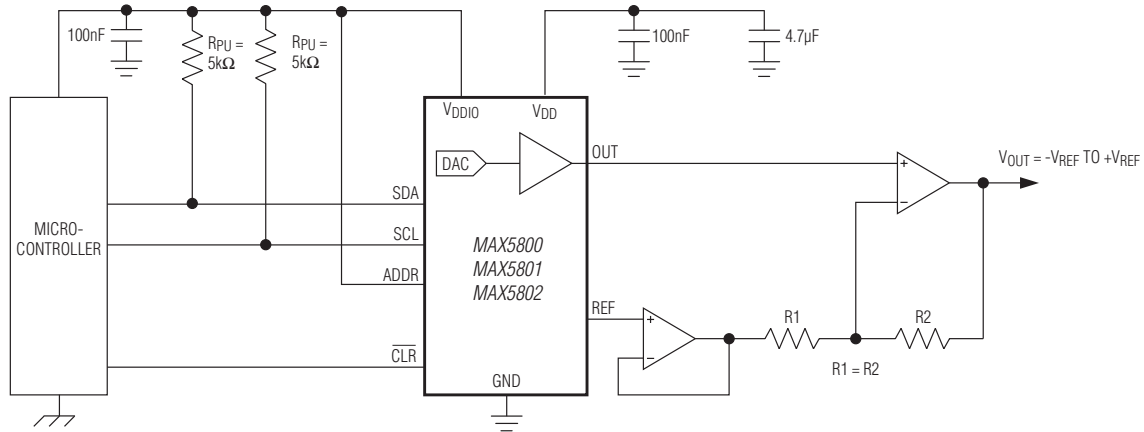 100nF
RPU =
5kΩ
RPU =
5kΩ
100nF
4.7µF
VDDIO
VDD
DAC
OUT
+
-
VOUT = -VREF TO +VREF
MICRO-
CONTROLLER
SDA
SCL
ADDR
CLR
MAX5800
MAX5801
MAX5802
REF
+
-
R1
R2
R1 = R2
GND